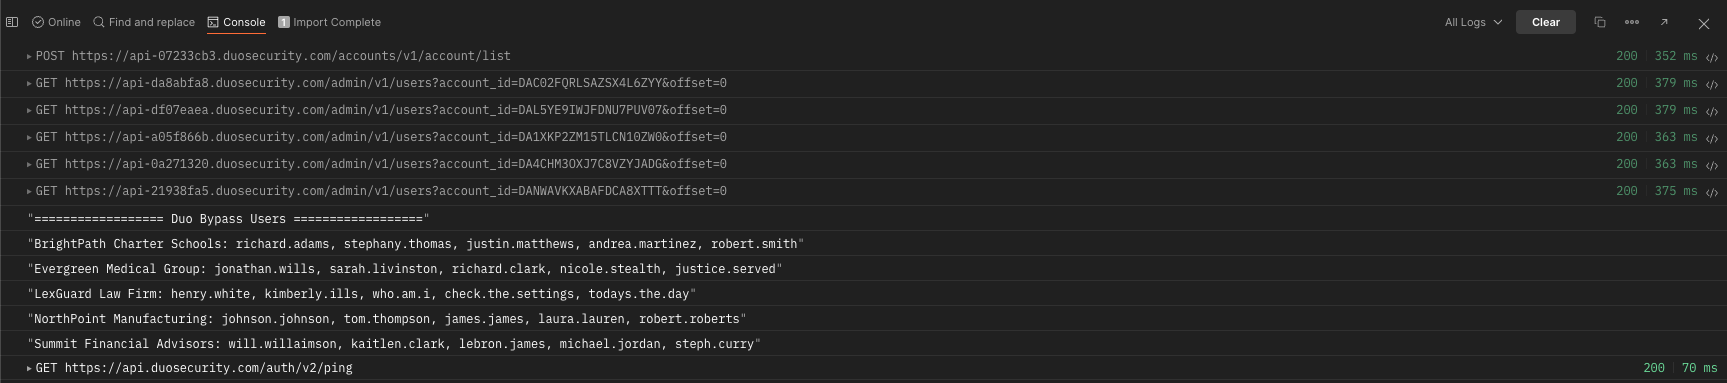 Online Find and replace Console 1 Import Complete All Logs Clear
POST https://api-07233cb3.duosecurity.com/accounts/v1/account/list 200 352 ms
GET https://api-da8abfa8.duosecurity.com/admin/v1/users?account_id=DAC02FQRLSAZSX4L6ZYY&offset=0 200 379 ms
GET https://api-df07eaea.duosecurity.com/admin/v1/users?account_id=DAL5YE9IWJFDNU7PUV07&offset=0 200 379 ms
GET https://api-a05f866b.duosecurity.com/admin/v1/users?account_id=DA1XKP2ZM15TLCN10ZW0&offset=0 200 363 ms
GET https://api-0a271320.duosecurity.com/admin/v1/users?account_id=DA4CHM3OXJ7C8VZYJADG&offset=0 200 363 ms
GET https://api-21938fa5.duosecurity.com/admin/v1/users?account_id=DANWAVKXABAFDCA8XTTT&offset=0 200 375 ms
"================== Duo Bypass Users =================="
"BrightPath Charter Schools: richard.adams, stephany.thomas, justin.matthews, andrea.martinez, robert.smith"
"Evergreen Medical Group: jonathan.wills, sarah.livinston, richard.clark, nicole.stealth, justice.served"
"LexGuard Law Firm: henry.white, kimberly.ills, who.am.i, check.the.settings, todays.the.day"
"NorthPoint Manufacturing: johnson.johnson, tom.thompson, james.james, laura.lauren, robert.roberts"
"Summit Financial Advisors: will.willaimson, kaitlen.clark, lebron.james, michael.jordan, steph.curry"
GET https://api.duosecurity.com/auth/v2/ping 200 70 ms